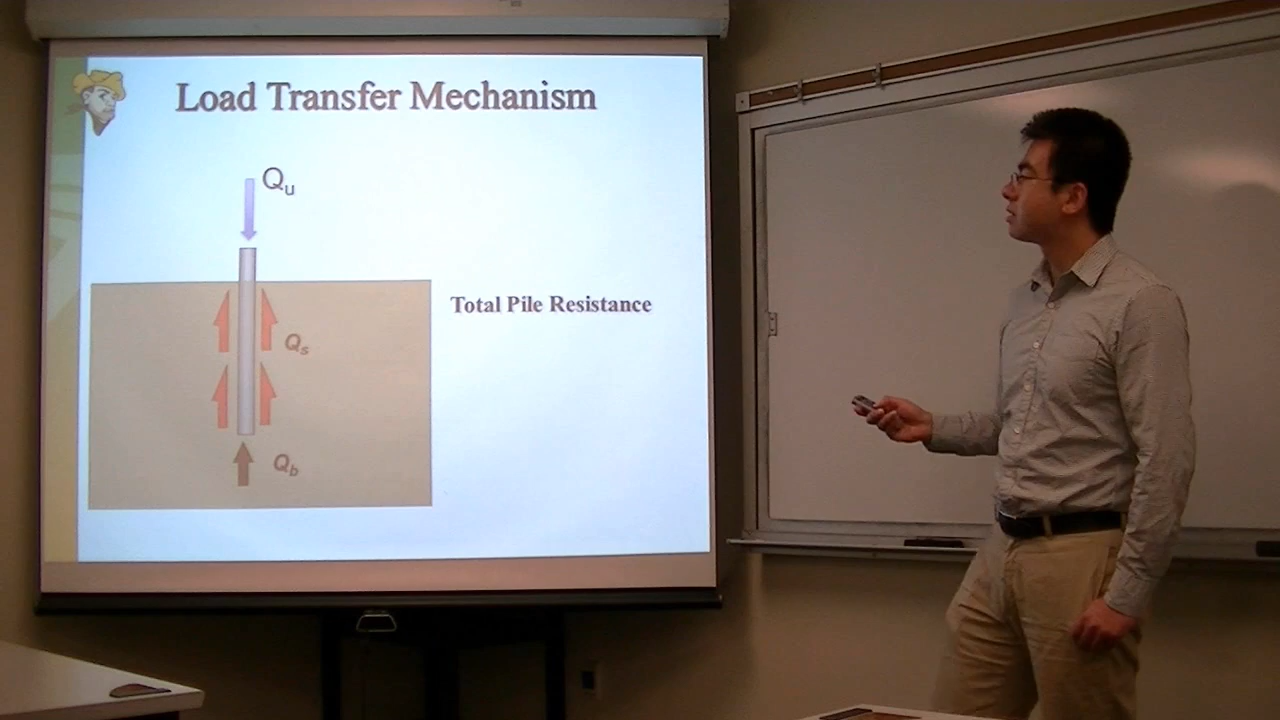 Load Transfer Mechanism
Qu
Total Pile Resistance
Qs
Qb